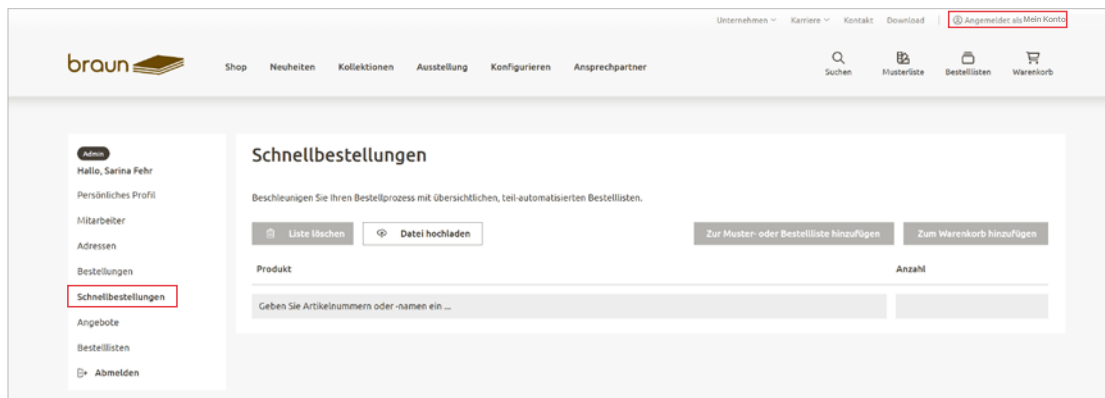 Unternehmen Karriere Kontakt Download Angemeldet als Mein Konto
braun
Shop Neuheiten Kollektionen Ausstellung Konfigurieren Ansprechpartner
Suchen Musterliste Bestelllisten Warenkorb
Admin
Hallo, Sarina Fehr
Persönliches Profil
Mitarbeiter
Adressen
Bestellungen
Schnellbestellungen
Angebote
Bestelllisten
Abmelden
Schnellbestellungen
Beschleunigen Sie Ihren Bestellprozess mit übersichtlichen, teil-automatisierten Bestelllisten.
Liste löschen Datei hochladen Zur Muster- oder Bestellliste hinzufügen Zum Warenkorb hinzufügen
Produkt Anzahl
Geben Sie Artikelnummern oder -namen ein ...